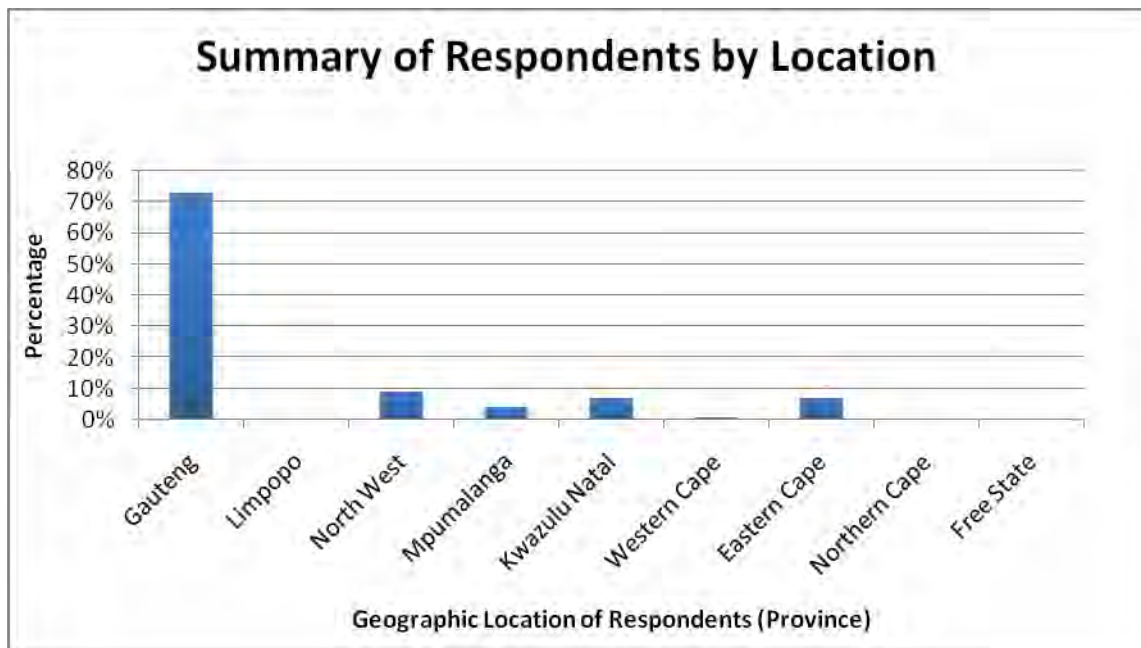 Summary of Respondents by Location
Percentage
80%
70%
60%
50%
40%
30%
20%
10%
0%
Gauteng
Limpopo
North West
Mpumalanga
Kwazulu Natal
Western Cape
Eastern Cape
Northern Cape
Free State
Geographic Location of Respondents (Province)